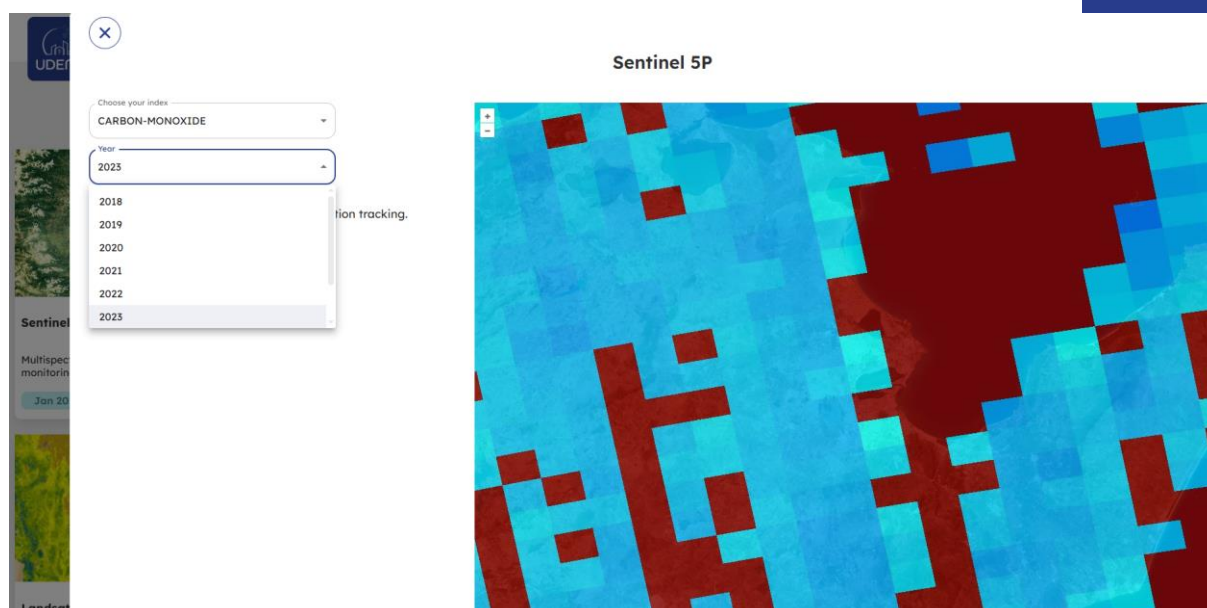 Sentinel 5P
Choose your index
CARBON-MONOXIDE
Year
2023
2018
2019
2020
2021
2022
2023
tion tracking.
+
−
UDE
Sentinel
Multispec
monitorin
Jan 20
Landsat